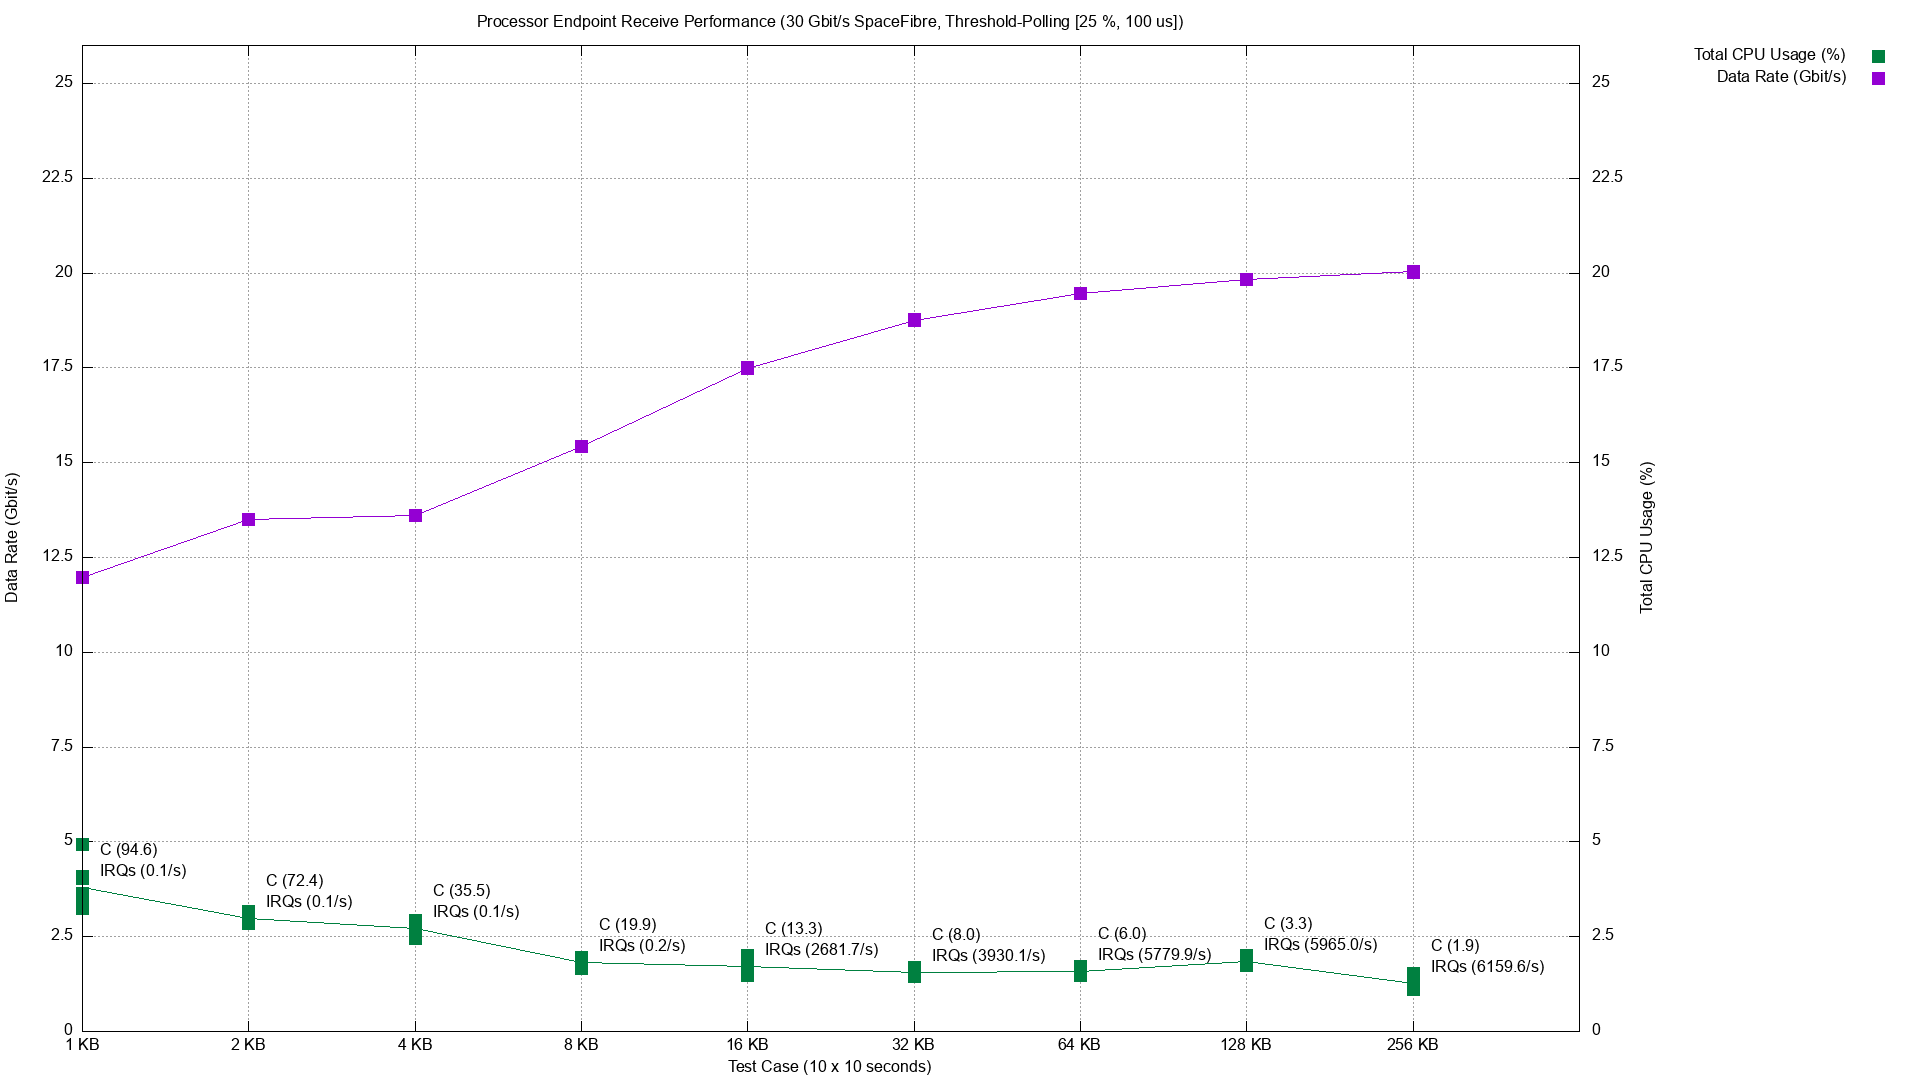 Processor Endpoint Receive Performance (30 Gbit/s SpaceFibre, Threshold-Polling [25 %, 100 us])
Total CPU Usage (%)
Data Rate (Gbit/s)
25
22.5
20
17.5
15
12.5
10
7.5
5
2.5
0
Data Rate (Gbit/s)
25
22.5
20
17.5
15
12.5
10
7.5
5
2.5
0
Total CPU Usage (%)
C (94.6)
IRQs (0.1/s)
C (72.4)
IRQs (0.1/s)
C (35.5)
IRQs (0.1/s)
C (19.9)
IRQs (0.2/s)
C (13.3)
IRQs (2681.7/s)
C (8.0)
IRQs (3930.1/s)
C (6.0)
IRQs (5779.9/s)
C (3.3)
IRQs (5965.0/s)
C (1.9)
IRQs (6159.6/s)
1 KB
2 KB
4 KB
8 KB
16 KB
32 KB
64 KB
128 KB
256 KB
Test Case (10 x 10 seconds)